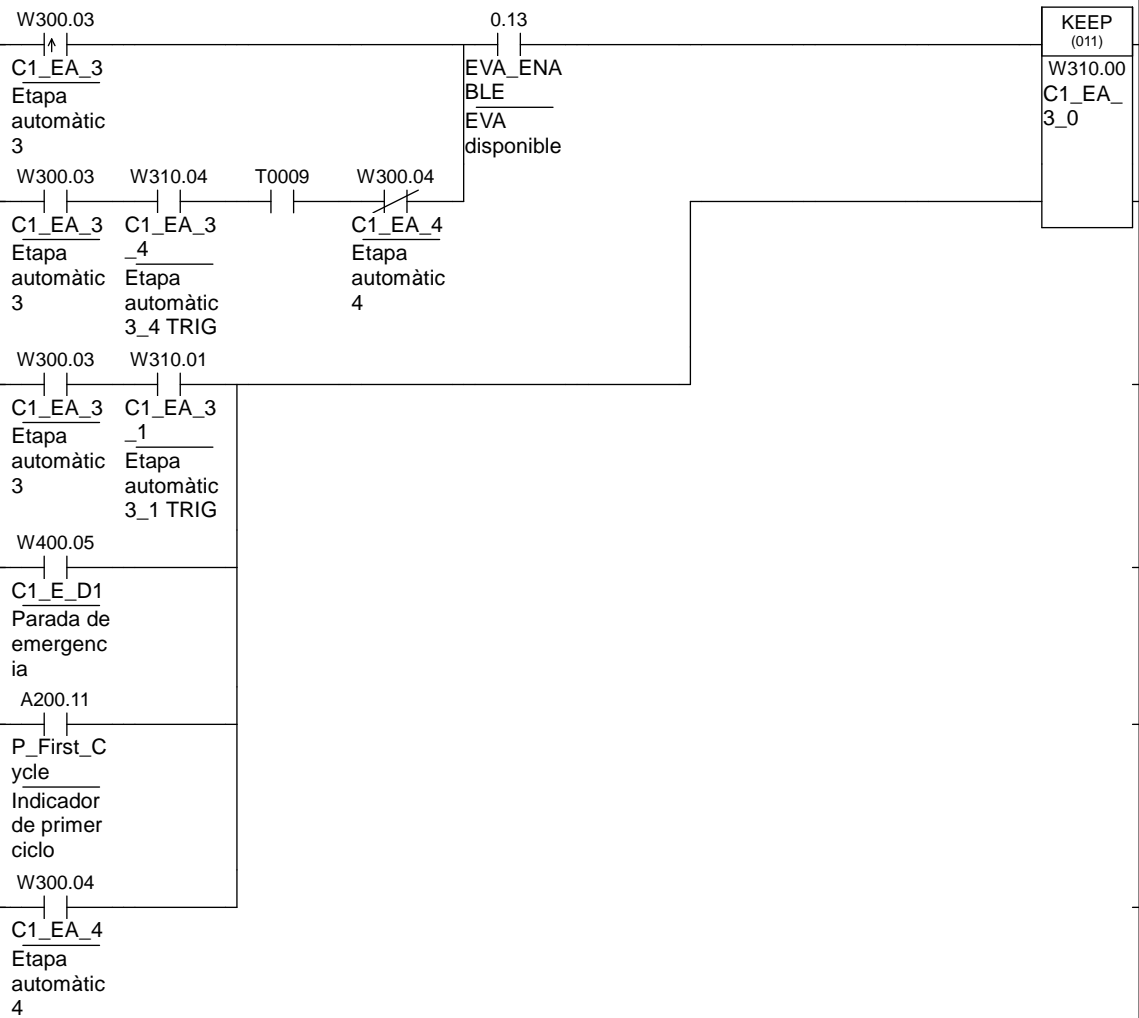 W300.03
0.13
KEEP
(011)
C1_EA_3
Etapa
automàtic
3
EVA_ENA
BLE
EVA
disponible
W310.00
C1_EA_
3_0
W300.03
W310.04
T0009
W300.04
C1_EA_3
Etapa
automàtic
3
C1_EA_3
_4
Etapa
automàtic
3_4 TRIG
C1_EA_4
Etapa
automàtic
4
W300.03
W310.01
C1_EA_3
Etapa
automàtic
3
C1_EA_3
_1
Etapa
automàtic
3_1 TRIG
W400.05
C1_E_D1
Parada de
emergenc
ia
A200.11
P_First_C
ycle
Indicador
de primer
ciclo
W300.04
C1_EA_4
Etapa
automàtic
4